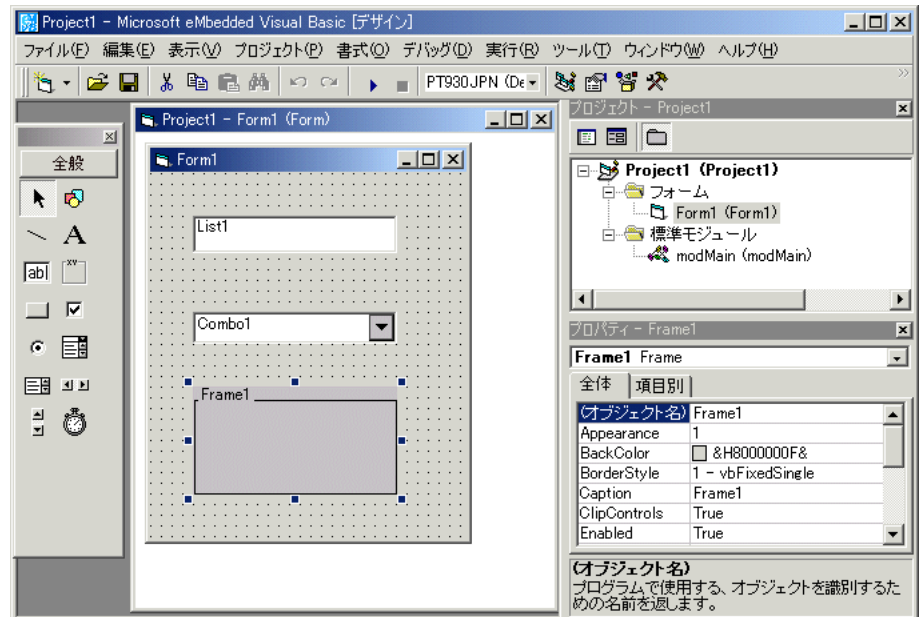 Project1 - Microsoft eMbedded Visual Basic [デザイン]
ファイル(F) 編集(E) 表示(V) プロジェクト(P) 書式(O) デバッグ(D) 実行(R) ツール(T) ウィンドウ(W) ヘルプ(H)
PT930JPN (De
全般
A
ab
xv
Project1 - Form1 (Form)
Form1
List1
Combo1
Frame1
プロジェクト - Project1
Project1 (Project1)
フォーム
Form1 (Form1)
標準モジュール
modMain (modMain)
プロパティ - Frame1
Frame1 Frame
全体 項目別
(オブジェクト名) Frame1
Appearance 1
BackColor &H8000000F&
BorderStyle 1 - vbFixedSingle
Caption Frame1
ClipControls True
Enabled True
(オブジェクト名)
プログラムで使用する、オブジェクトを識別するた
めの名前を返します。